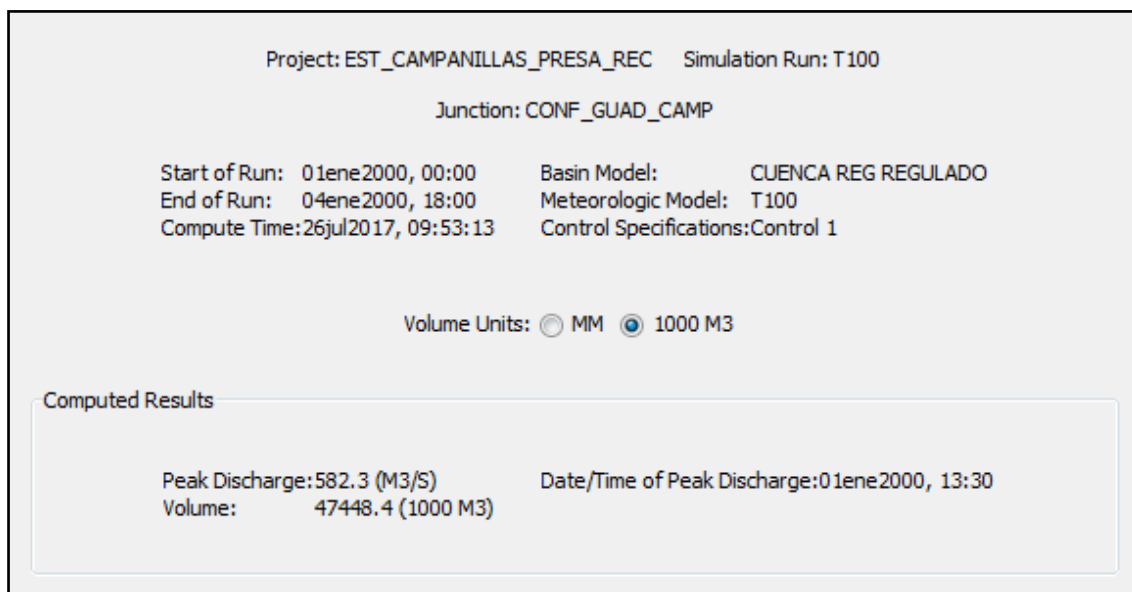 Project: EST_CAMPANILLAS_PRESA_REC Simulation Run: T100
Junction: CONF_GUAD_CAMP
Start of Run: 01ene2000, 00:00 Basin Model: CUENCA REG REGULADO
End of Run: 04ene2000, 18:00 Meteorologic Model: T100
Compute Time:26jul2017, 09:53:13 Control Specifications:Control 1
Volume Units: MM 1000 M3
Computed Results
Peak Discharge:582.3 (M3/S) Date/Time of Peak Discharge:01ene2000, 13:30
Volume: 47448.4 (1000 M3)